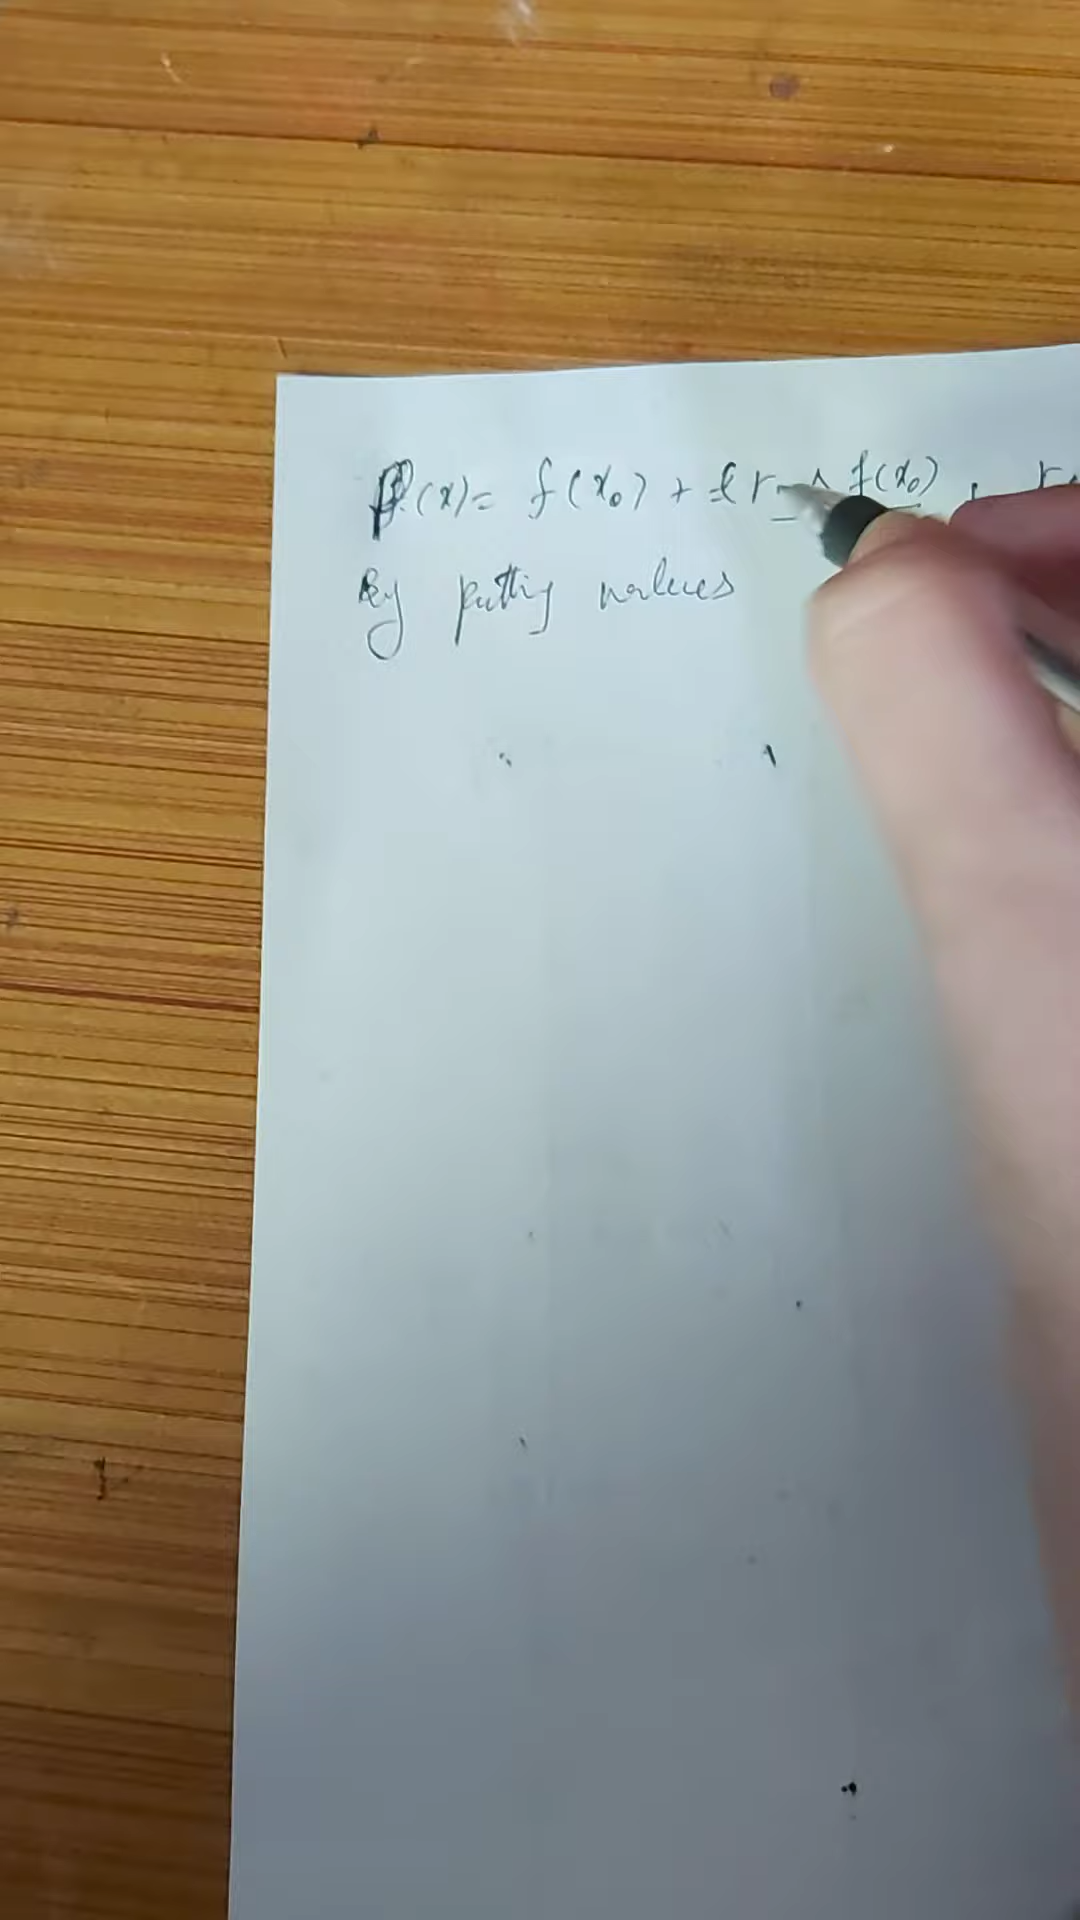 P(x) = f(x₀) + r Δ f(x₀) + r
By putting values